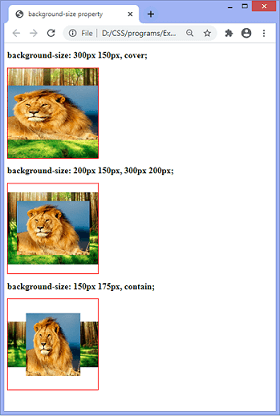 background-size property
File
D:/CSS/programs/Ex...
background-size: 300px 150px, cover;
background-size: 200px 150px, 300px 200px;
background-size: 150px 175px, contain;